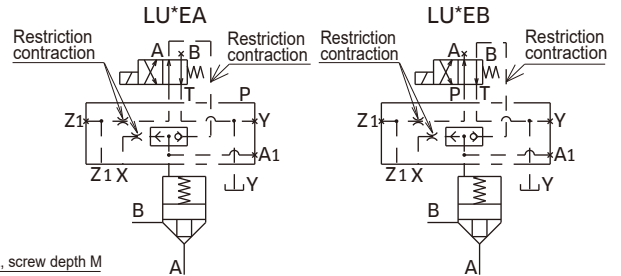 LU*EA
LU*EB
Restriction
contraction
A
B
Restriction
contraction
T
P
Z1
Y
A1
Z1 X
Y
B
A
Restriction
contraction
A
B
Restriction
contraction
P
T
Z1
Y
A1
Z1 X
Y
B
A
, screw depth M